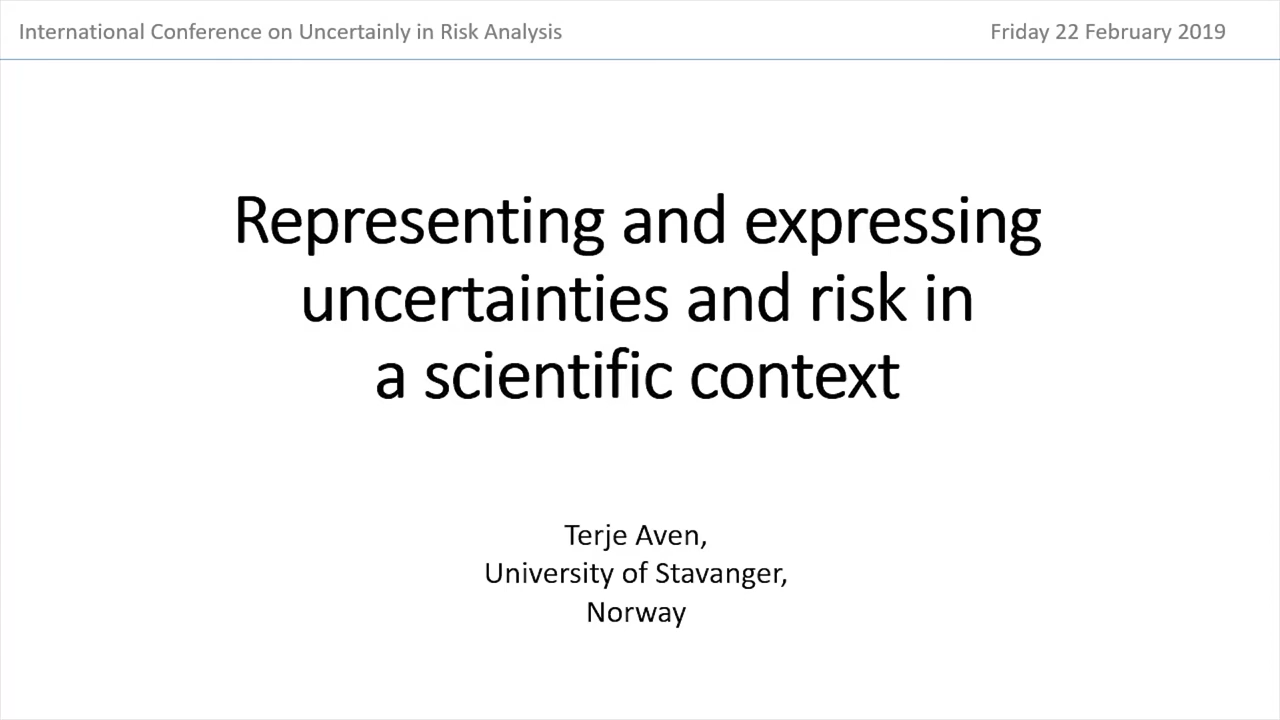 International Conference on Uncertainly in Risk Analysis
Friday 22 February 2019
Representing and expressing
uncertainties and risk in
a scientific context
Terje Aven,
University of Stavanger,
Norway